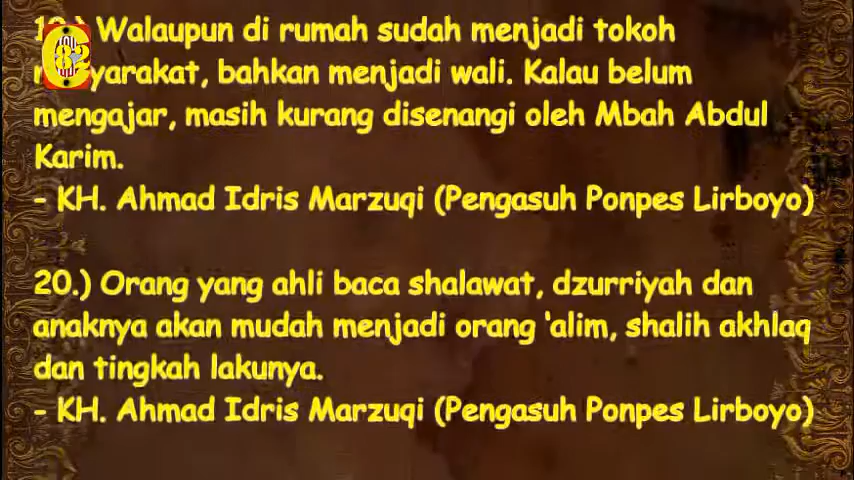 Walaupun di rumah sudah menjadi tokoh
bahkan menjadi wali. Kalau belum
mengajar, masih kurang disenangi oleh Mbah Abdul
Karim.
- KH. Ahmad Idris Marzuqi (Pengasuh Ponpes Lirboyo)
20.) Orang yang ahli baca shalawat, dzurriyah dan
anaknya akan mudah menjadi orang 'alim, shalih akhlaq
dan tingkah lakunya.
- KH. Ahmad Idris Marzuqi (Pengasuh Ponpes Lirboyo)